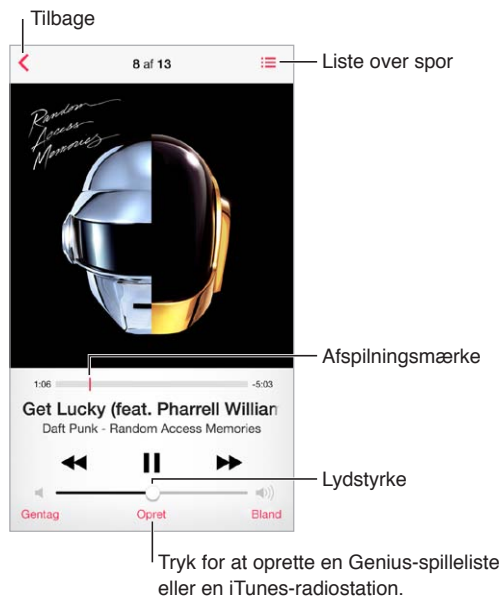 Tilbage
8 af 13
Liste over spor
Random
Access
Memories
Afspilningsmærke
1:06
-5:03
Get Lucky (feat. Pharrell Willian
Daft Punk - Random Access Memories
Lydstyrke
Gentag
Opret
Bland
Tryk for at oprette en Genius-spilleliste
eller en iTunes-radiostation.